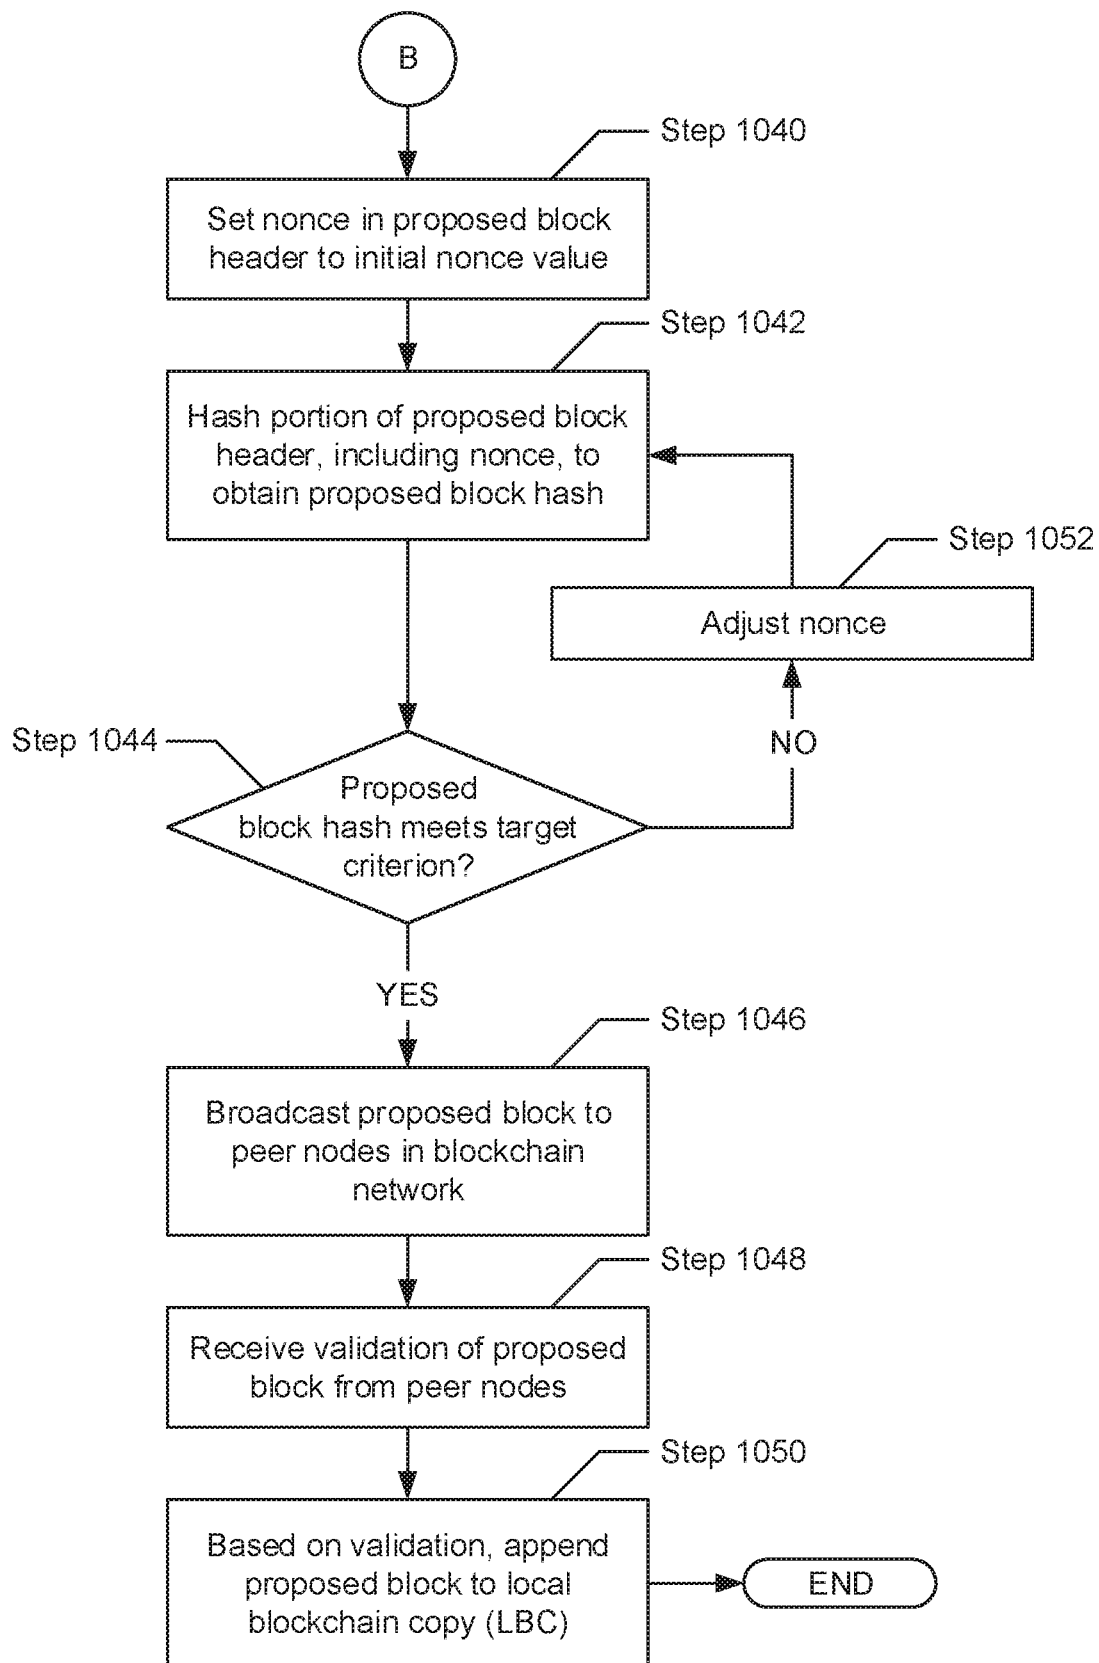 B
Step 1040
Set nonce in proposed block
header to initial nonce value
Step 1042
Hash portion of proposed block
header, including nonce, to
obtain proposed block hash
Step 1052
Adjust nonce
NO
Step 1044
Proposed
block hash meets target
criterion?
YES
Step 1046
Broadcast proposed block to
peer nodes in blockchain
network
Step 1048
Receive validation of proposed
block from peer nodes
Step 1050
Based on validation, append
proposed block to local
blockchain copy (LBC)
END